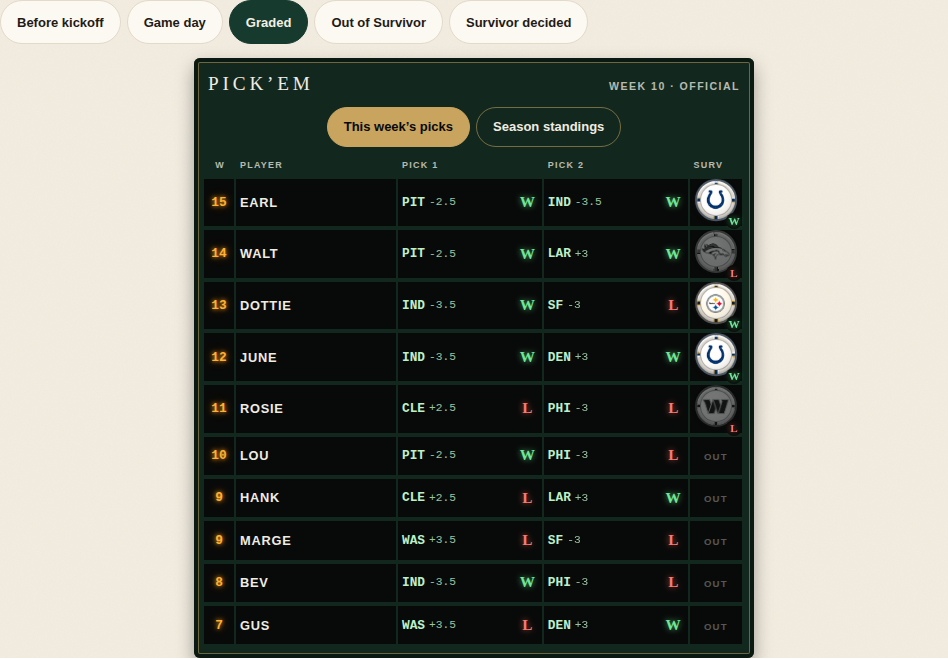 Before kickoff Game day Graded Out of Survivor Survivor decided
PICK’EM WEEK 10 · OFFICIAL
This week’s picks Season standings
W PLAYER PICK 1 PICK 2 SURV
15 EARL PIT -2.5 W IND -3.5 W W
14 WALT PIT -2.5 W LAR +3 W L
13 DOTTIE IND -3.5 W SF -3 L W
12 JUNE IND -3.5 W DEN +3 W W
11 ROSIE CLE +2.5 L PHI -3 L W L
10 LOU PIT -2.5 W PHI -3 L OUT
9 HANK CLE +2.5 L LAR +3 W OUT
9 MARGE WAS +3.5 L SF -3 L OUT
8 BEV IND -3.5 W PHI -3 L OUT
7 GUS WAS +3.5 L DEN +3 W OUT